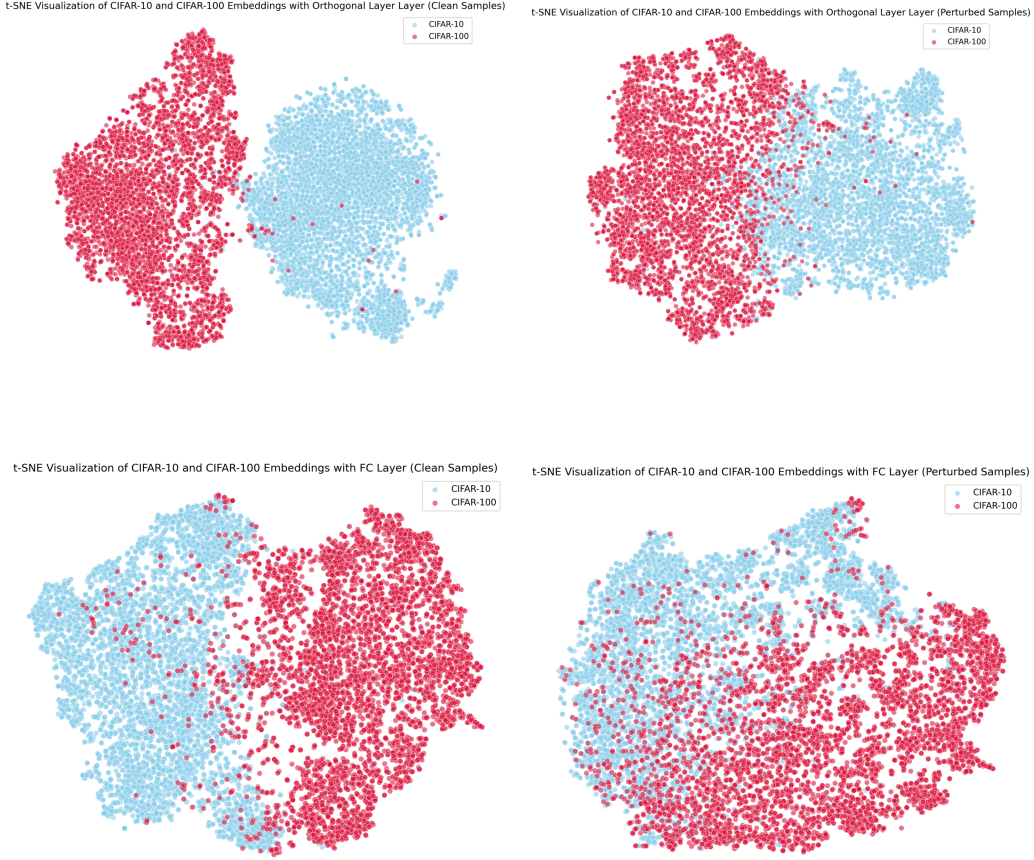 t-SNE Visualization of CIFAR-10 and CIFAR-100 Embeddings with Orthogonal Layer Layer (Clean Samples)
CIFAR-10
CIFAR-100
t-SNE Visualization of CIFAR-10 and CIFAR-100 Embeddings with Orthogonal Layer Layer (Perturbed Samples)
CIFAR-10
CIFAR-100
t-SNE Visualization of CIFAR-10 and CIFAR-100 Embeddings with FC Layer (Clean Samples)
CIFAR-10
CIFAR-100
t-SNE Visualization of CIFAR-10 and CIFAR-100 Embeddings with FC Layer (Perturbed Samples)
CIFAR-10
CIFAR-100